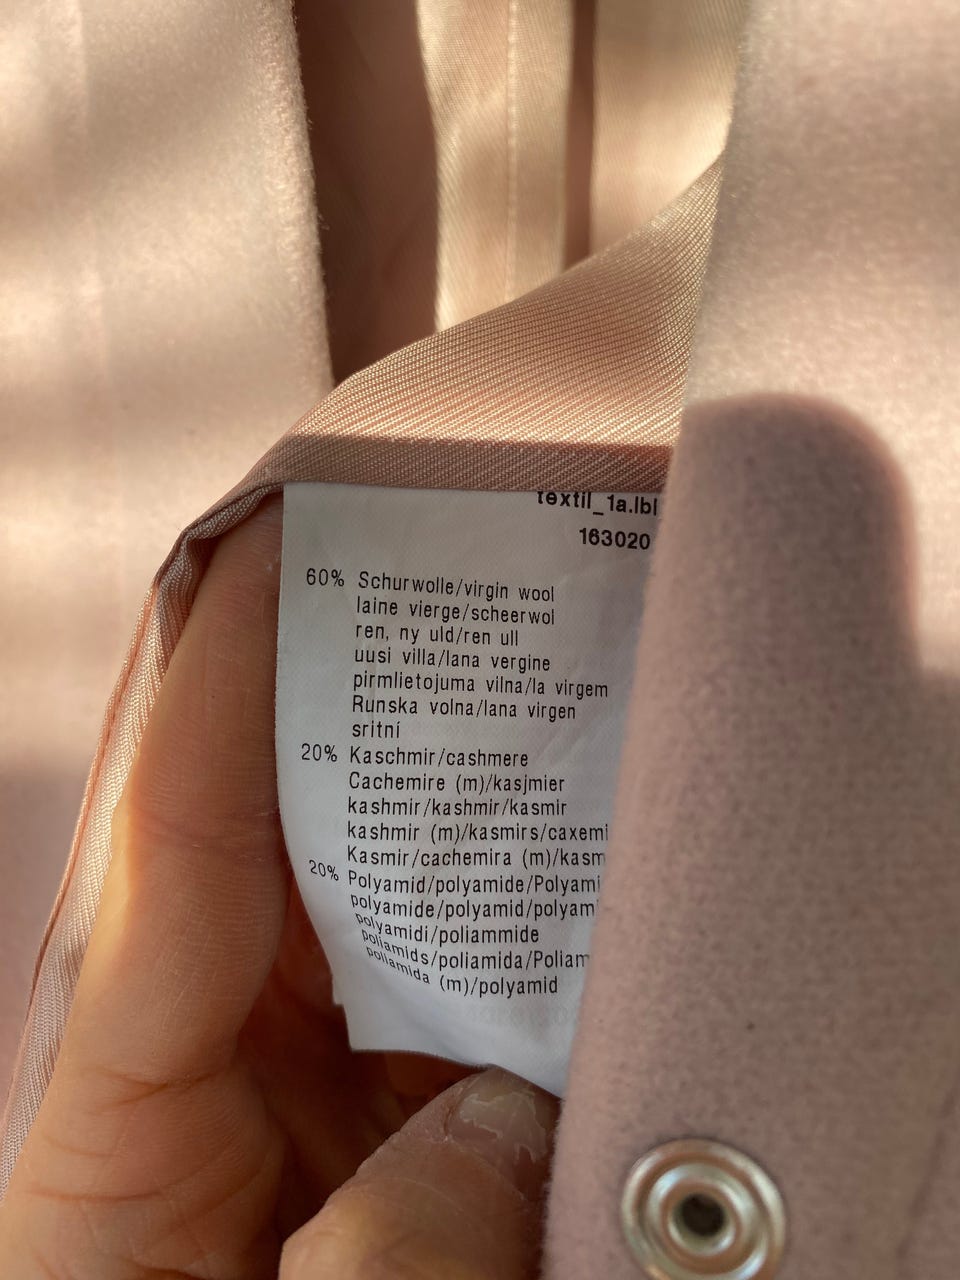 textil_1a.lbl
163020
60% Schurwolle/virgin wool
laine vierge/scheerwol
ren, ny uld/ren ull
uusi villa/lana vergine
pirmlietojuma vilna/la virgem
Runska volna/lana virgen
sritní
20% Kaschmir/cashmere
Cachemire (m)/kasjmier
kashmir/kashmir/kasmir
kashmir (m)/kasmirs/caxemi
Kasmir/cachemira (m)/kasm
20% Polyamid/polyamide/Polyami
polyamide/polyamid/polyam
polyamidi/poliammide
poliamids/poliamida/Poliam
poliamida (m)/polyamid